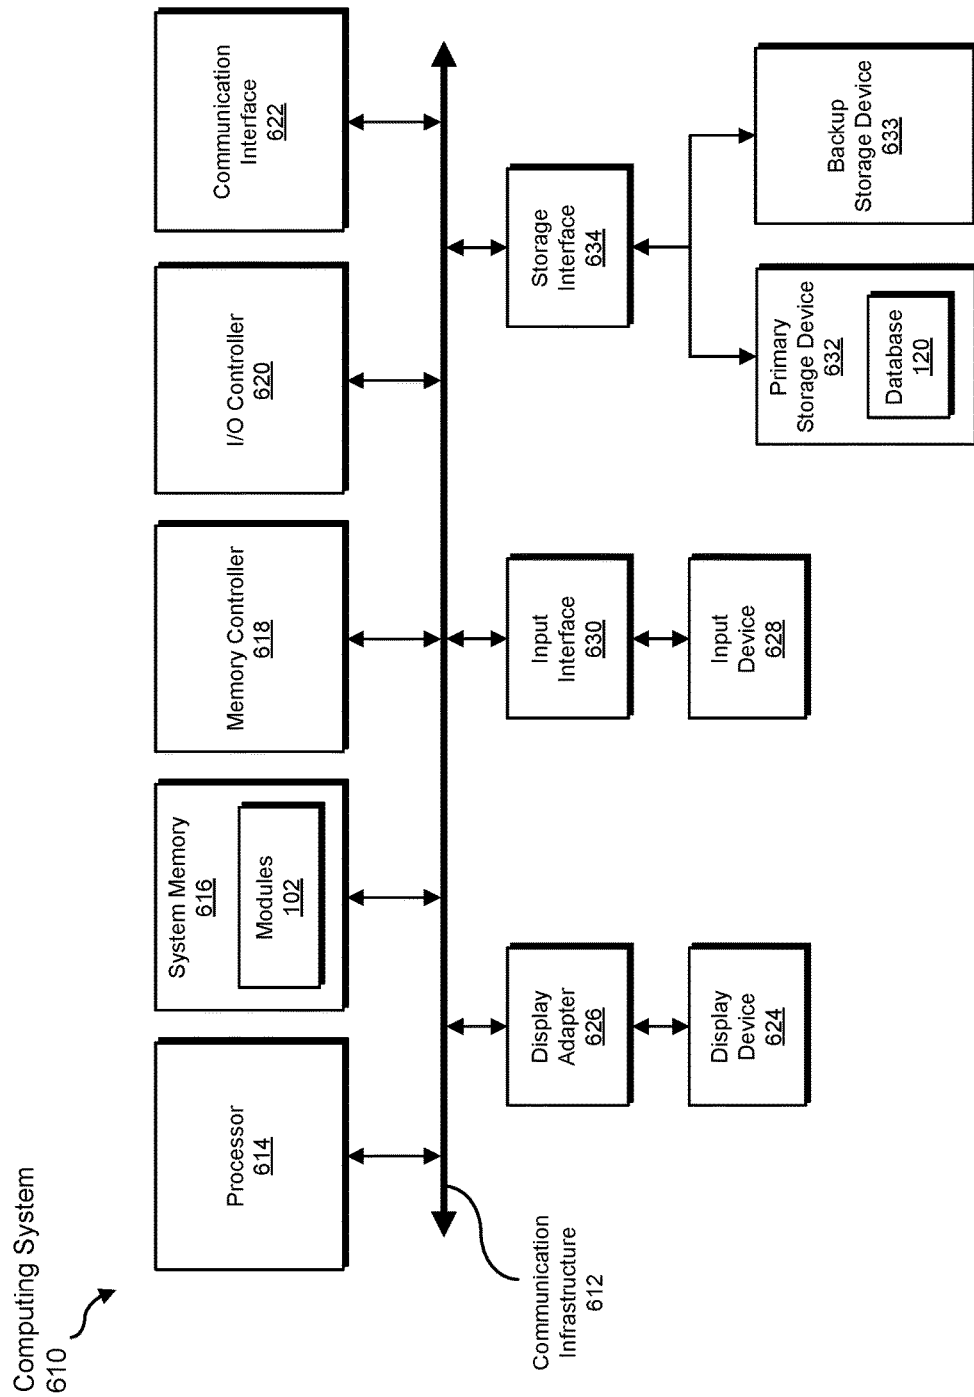 Computing System
610
Processor
614
System Memory
616
Modules
102
Memory Controller
618
I/O Controller
620
Communication
Interface
622
Communication
Infrastructure
612
Display
Adapter
626
Input
Interface
630
Storage
Interface
634
Display
Device
624
Input
Device
628
Primary
Storage Device
632
Database
120
Backup
Storage Device
633